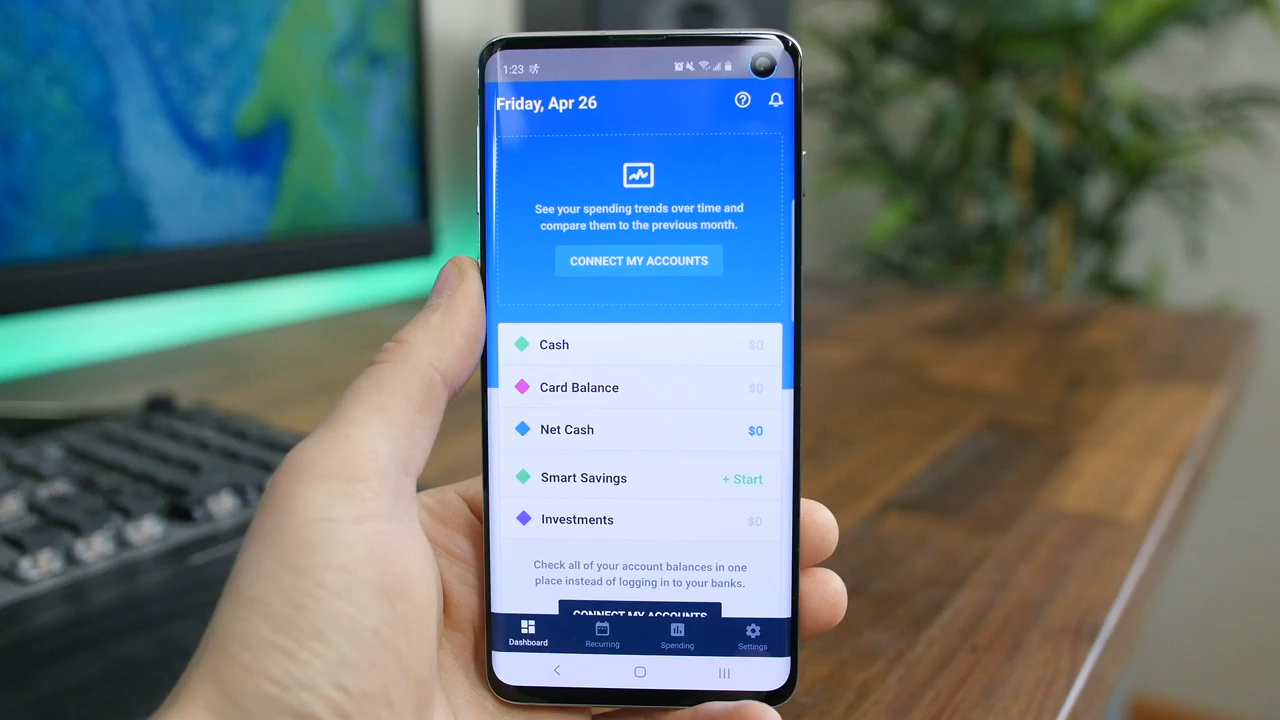 1:23
Friday, Apr 26
See your spending trends over time and
compare them to the previous month.
CONNECT MY ACCOUNTS
Cash $0
Card Balance $0
Net Cash $0
Smart Savings + Start
Investments $0
Check all of your account balances in one
place instead of logging in to your banks.
CONNECT MY ACCOUNTS
Dashboard Recurring Spending Settings